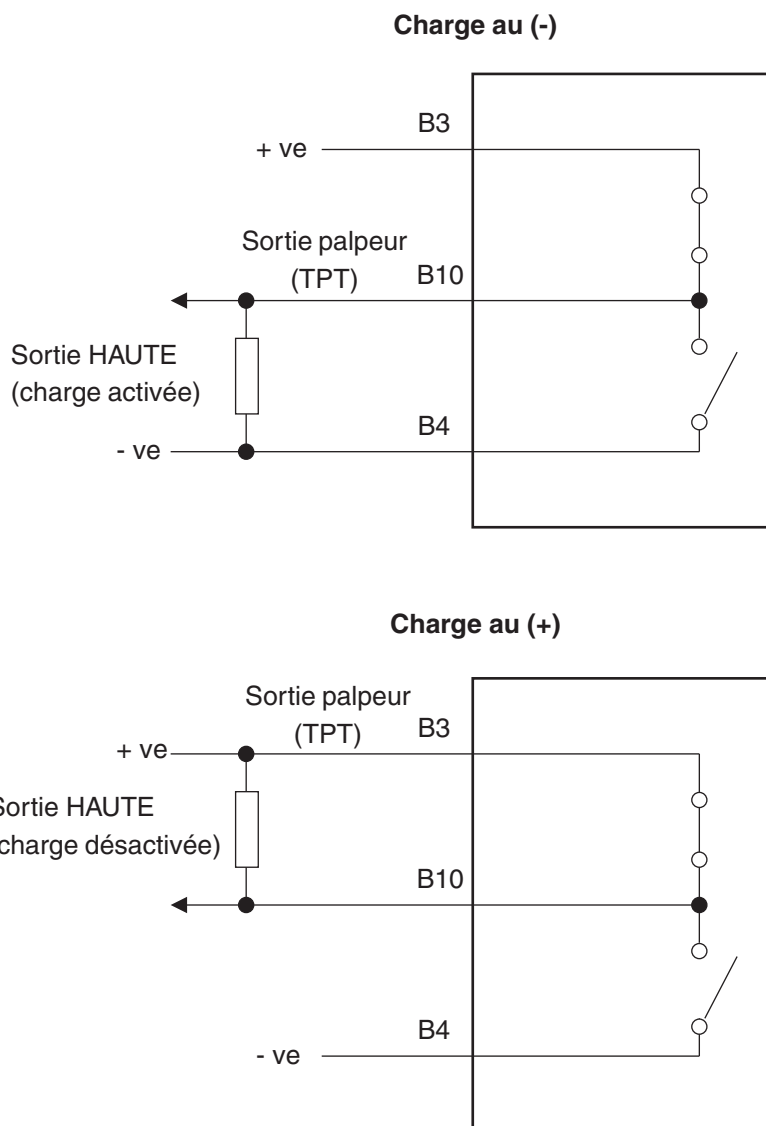 Charge au (-)
B3
+ ve
Sortie palpeur
(TPT)
B10
Sortie HAUTE
(charge activée)
B4
- ve
Charge au (+)
Sortie palpeur
(TPT)
B3
+ ve
Sortie HAUTE
charge désactivée)
B10
B4
- ve